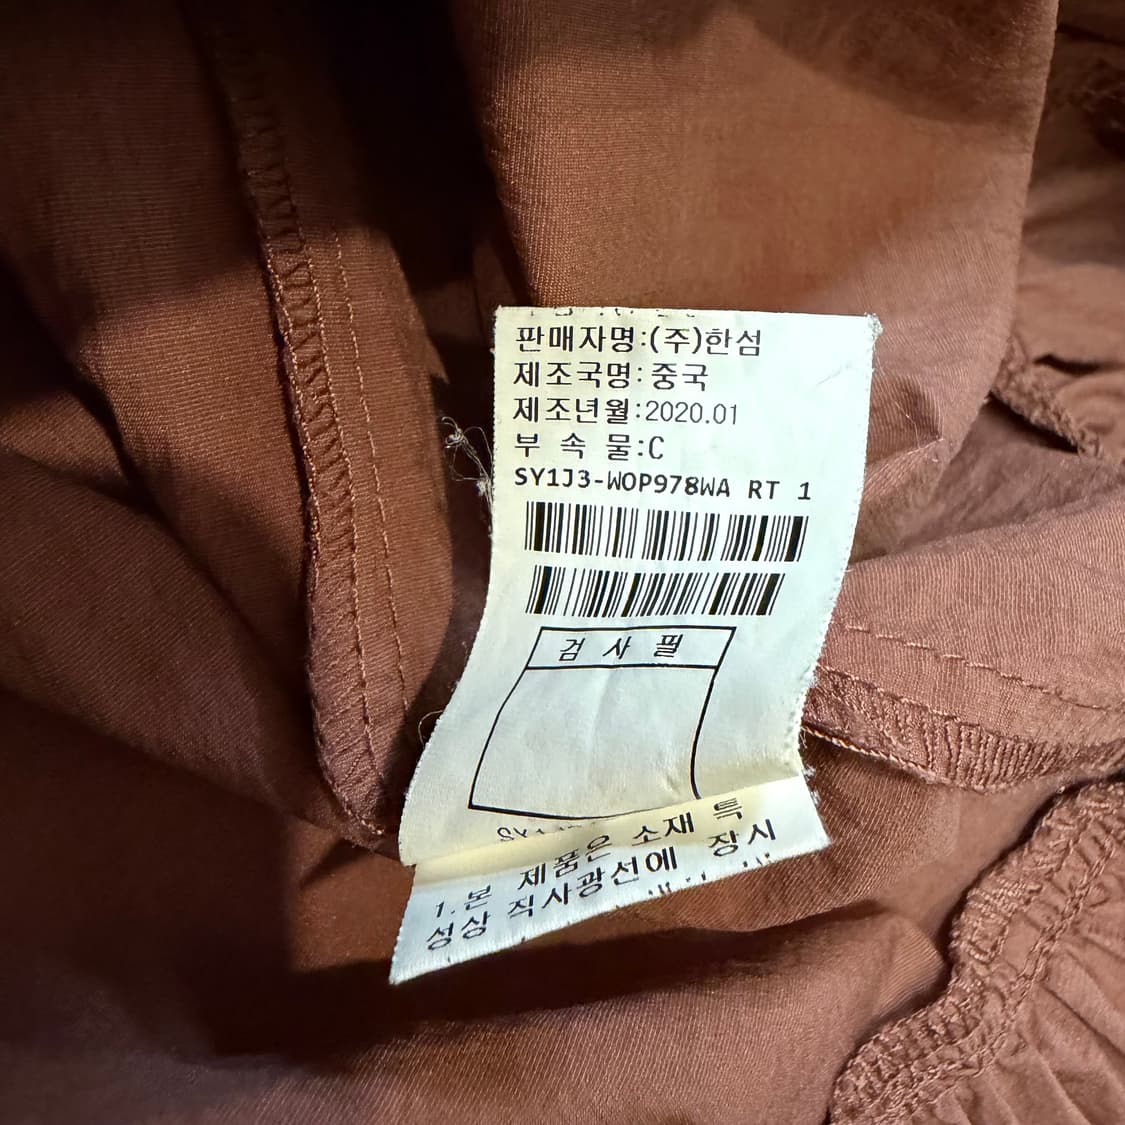 판매자명:(주)한섬
제조국명:중국
제조년월:2020.01
부 속 물:C
SY1J3-WOP978WA RT 1
검 사 필
1.본 제품은 소재 특
성상 직사광선에 장시